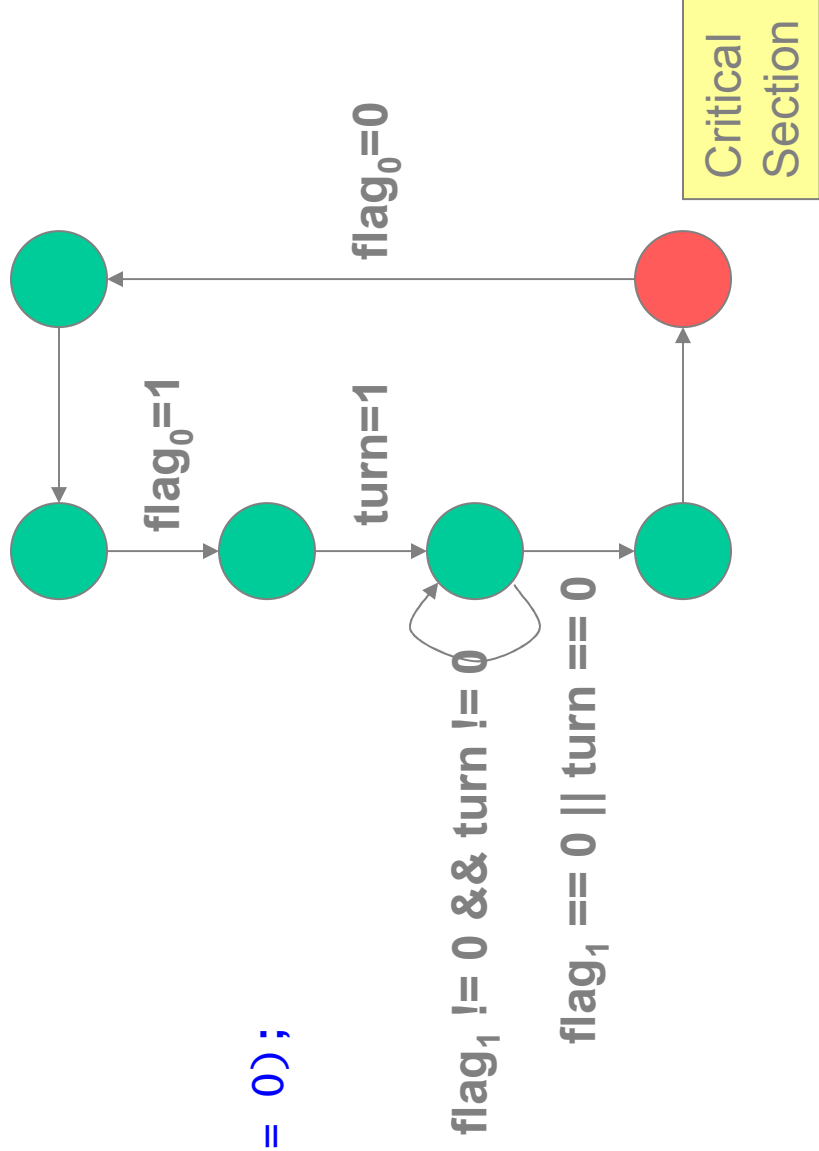 flag₀=1
= 0);
turn=1
flag₀=0
flag₁ != 0 && turn != 0
flag₁ == 0 || turn == 0
Critical
Section